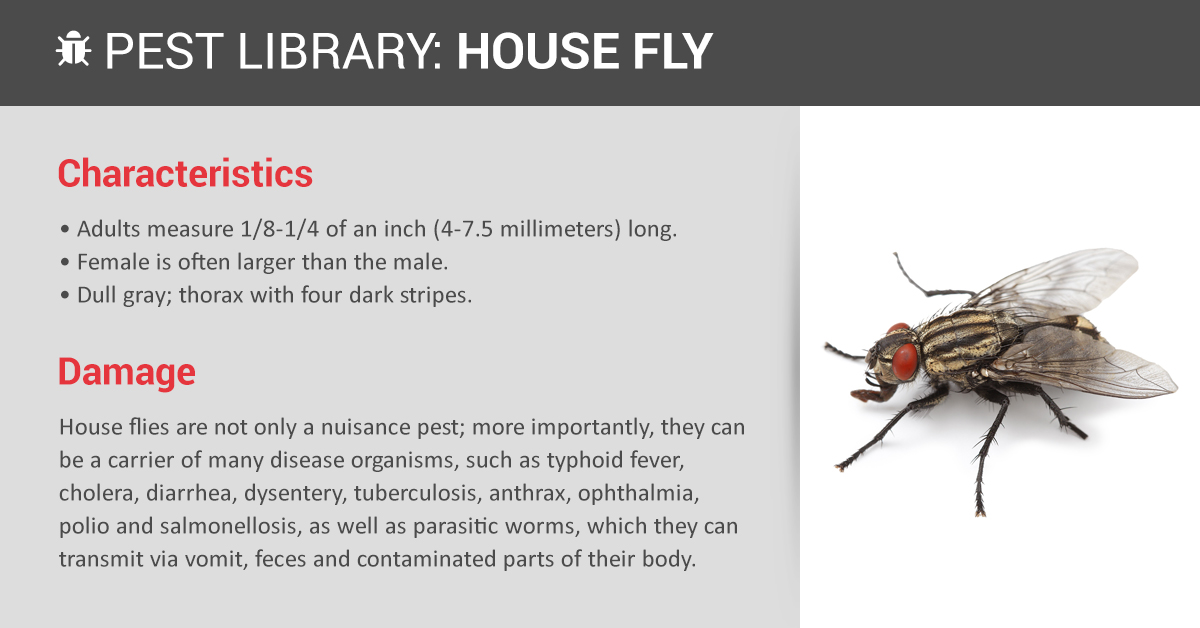 PEST LIBRARY: HOUSE FLY
Characteristics
• Adults measure 1/8-1/4 of an inch (4-7.5 millimeters) long.
• Female is often larger than the male.
• Dull gray; thorax with four dark stripes.
Damage
House flies are not only a nuisance pest; more importantly, they can
be a carrier of many disease organisms, such as typhoid fever,
cholera, diarrhea, dysentery, tuberculosis, anthrax, ophthalmia,
polio and salmonellosis, as well as parasitic worms, which they can
transmit via vomit, feces and contaminated parts of their body.